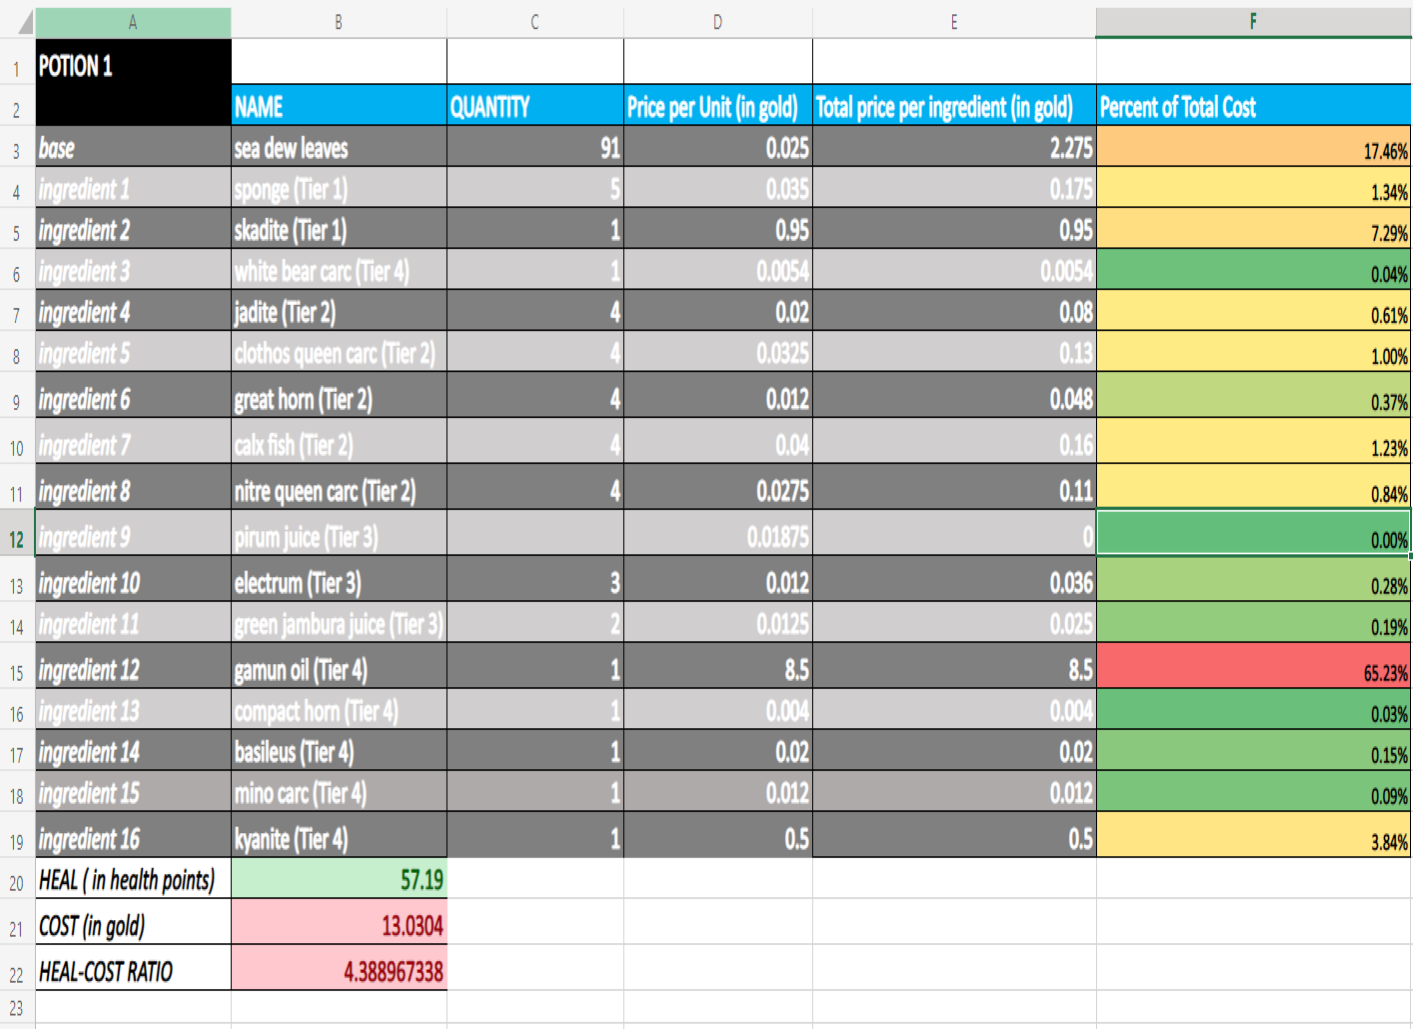 A B C D E F
1 POTION 1
2 NAME QUANTITY Price per Unit (in gold) Total price per ingredient (in gold) Percent of Total Cost
3 base sea dew leaves 91 0.025 2.275 17.46%
4 ingredient 1 sponge (Tier 1) 5 0.035 0.175 1.34%
5 ingredient 2 skadite (Tier 1) 1 0.95 0.95 7.29%
6 ingredient 3 white bear carc (Tier 4) 1 0.0054 0.0054 0.04%
7 ingredient 4 jadite (Tier 2) 4 0.02 0.08 0.61%
8 ingredient 5 clothos queen carc (Tier 2) 4 0.0325 0.13 1.00%
9 ingredient 6 great horn (Tier 2) 4 0.012 0.048 0.37%
10 ingredient 7 calx fish (Tier 2) 4 0.04 0.16 1.23%
11 ingredient 8 nitre queen carc (Tier 2) 4 0.0275 0.11 0.84%
12 ingredient 9 pirum juice (Tier 3) 0.01875 0 0.00%
13 ingredient 10 electrum (Tier 3) 3 0.012 0.036 0.28%
14 ingredient 11 green jambura juice (Tier 3) 2 0.0125 0.025 0.19%
15 ingredient 12 gamun oil (Tier 4) 1 8.5 8.5 65.23%
16 ingredient 13 compact horn (Tier 4) 1 0.004 0.004 0.03%
17 ingredient 14 basileus (Tier 4) 1 0.02 0.02 0.15%
18 ingredient 15 mino carc (Tier 4) 1 0.012 0.012 0.09%
19 ingredient 16 kyanite (Tier 4) 1 0.5 0.5 3.84%
20 HEAL ( in health points) 57.19
21 COST (in gold) 13.0304
22 HEAL-COST RATIO 4.388967338
23